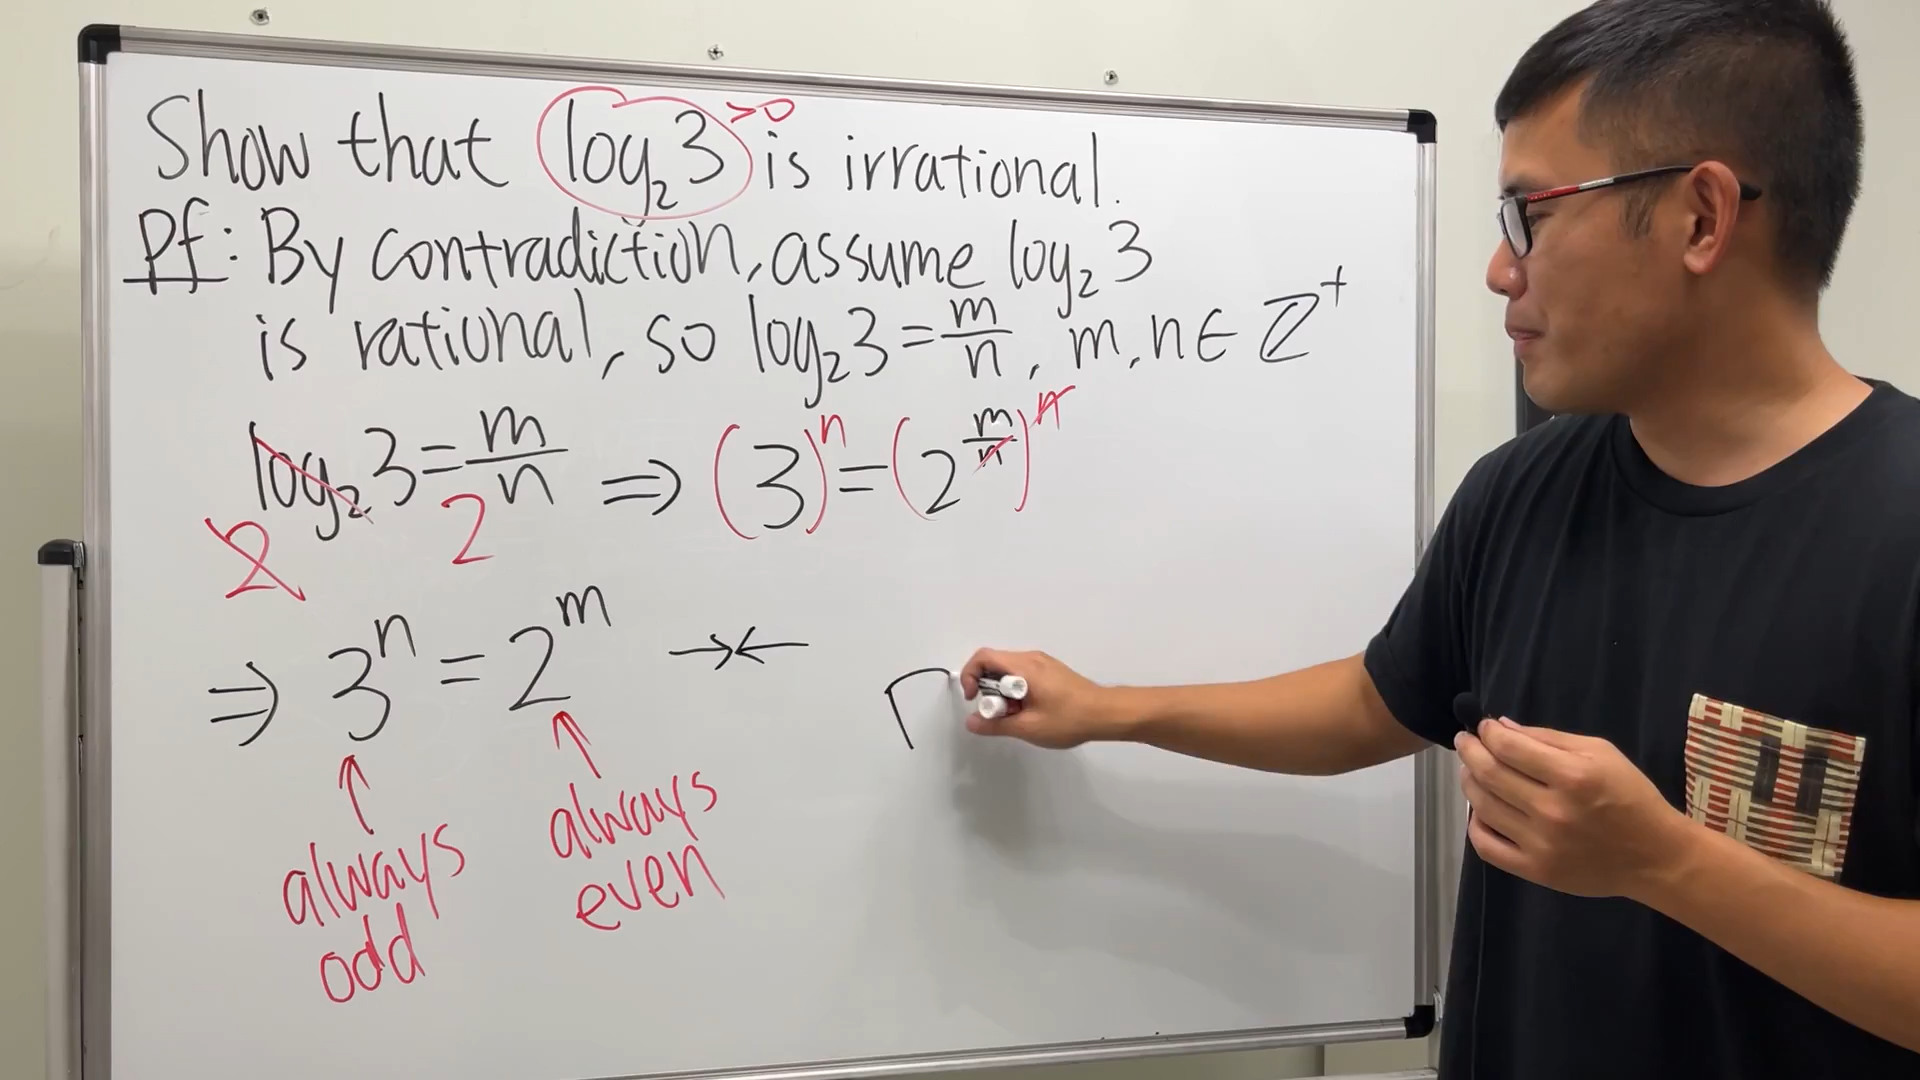 Show that log₂3 >0 is irrational.
Pf: By contradiction, assume log₂3
is rational, so log₂3 = m/n, m, n ∈ ℤ⁺
2 log₂3 = 2 m/n ⇒ (3)ⁿ = (2^(m/n))ⁿ
⇒ 3ⁿ = 2ᵐ →←
↑ always odd
↑ always even